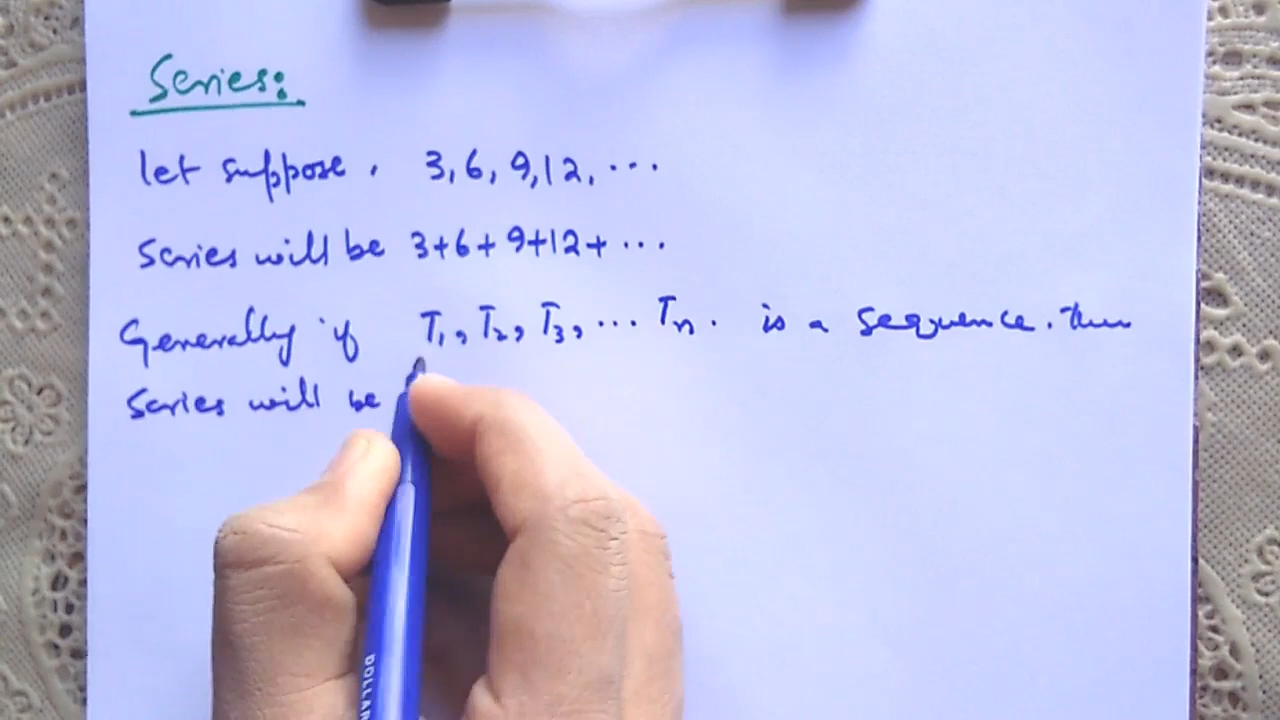 Series:
let suppose, 3,6,9,12,...
Series will be 3+6+9+12+...
Generally if T₁,T₂,T₃,...Tₙ. is a sequence. then
Series will be
DOLLAR